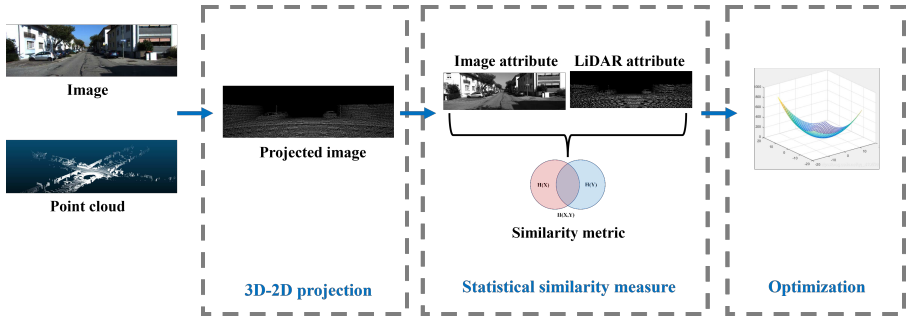 Image
Point cloud
Projected image
3D-2D projection
Image attribute
LiDAR attribute
H(X)
H(Y)
H(X,Y)
Similarity metric
Statistical similarity measure
Optimization